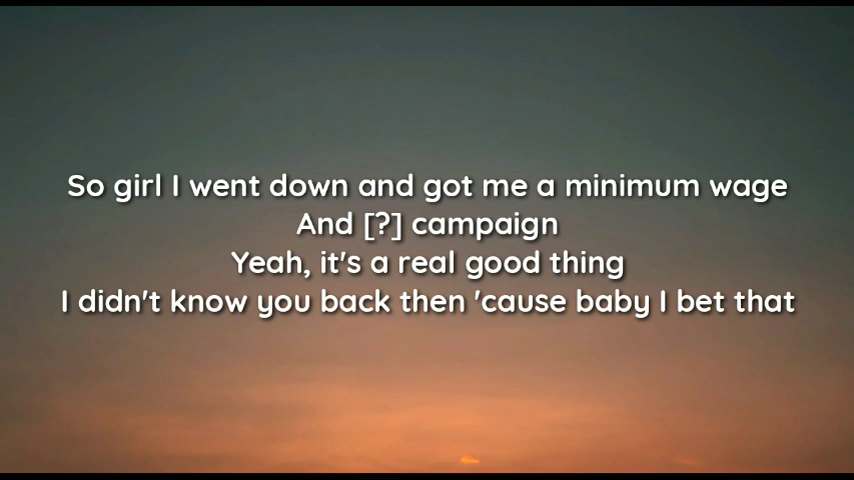 So girl I went down and got me a minimum wage
And [?] campaign
Yeah, it's a real good thing
I didn't know you back then 'cause baby I bet that